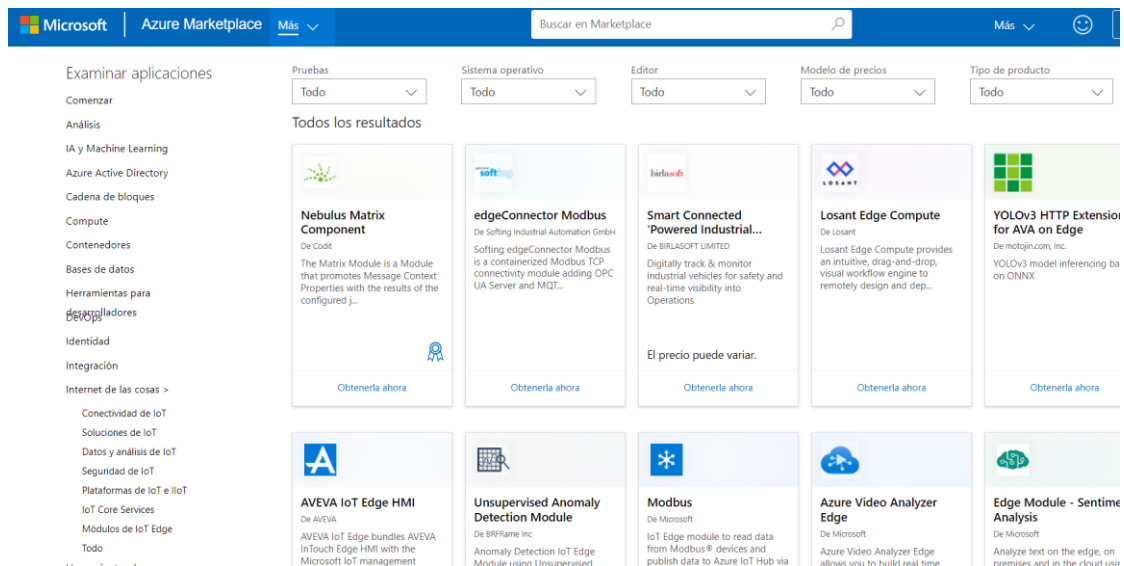 Microsoft
Azure Marketplace
Más
Buscar en Marketplace
Más
Examinar aplicaciones
Comenzar
Análisis
IA y Machine Learning
Azure Active Directory
Cadena de bloques
Compute
Contenedores
Bases de datos
Herramientas para
desarrolladores
DevOps
Identidad
Integración
Internet de las cosas >
Conectividad de IoT
Soluciones de IoT
Datos y análisis de IoT
Seguridad de IoT
Plataformas de IoT e IIoT
IoT Core Services
Módulos de IoT Edge
Todo
Pruebas
Todo
Sistema operativo
Todo
Editor
Todo
Modelo de precios
Todo
Tipo de producto
Todo
Todos los resultados
Nebulus Matrix
Component
De Codit
The Matrix Module is a Module
that promotes Message Context
Properties with the results of the
configured j...
Obtenerla ahora
softing
edgeConnector Modbus
De Softing Industrial Automation GmbH
Softing edgeConnector Modbus
is a containerized Modbus TCP
connectivity module adding OPC
UA Server and MQT...
Obtenerla ahora
birlasoft
Smart Connected
'Powered Industrial...
De BIRLASOFT LIMITED
Digitally track & monitor
industrial vehicles for safety and
real-time visibility into
Operations
El precio puede variar.
Obtenerla ahora
LOSANT
Losant Edge Compute
De Losant
Losant Edge Compute provides
an intuitive, drag-and-drop,
visual workflow engine to
remotely design and dep...
Obtenerla ahora
YOLOv3 HTTP Extension
for AVA on Edge
De motojin.com, Inc.
YOLOv3 model inferencing ba
on ONNX
Obtenerla ahora
AVEVA IoT Edge HMI
De AVEVA
AVEVA IoT Edge bundles AVEVA
InTouch Edge HMI with the
Microsoft IoT management
Unsupervised Anomaly
Detection Module
De BRFRame Inc
Anomaly Detection IoT Edge
Module using Unsupervised
Modbus
De Microsoft
IoT Edge module to read data
from Modbus® devices and
publish data to Azure IoT Hub via
Azure Video Analyzer
Edge
De Microsoft
Azure Video Analyzer Edge
allows you to build real time
Edge Module - Sentime
Analysis
De Microsoft
Analyze text on the edge, on
premises and in the cloud usin